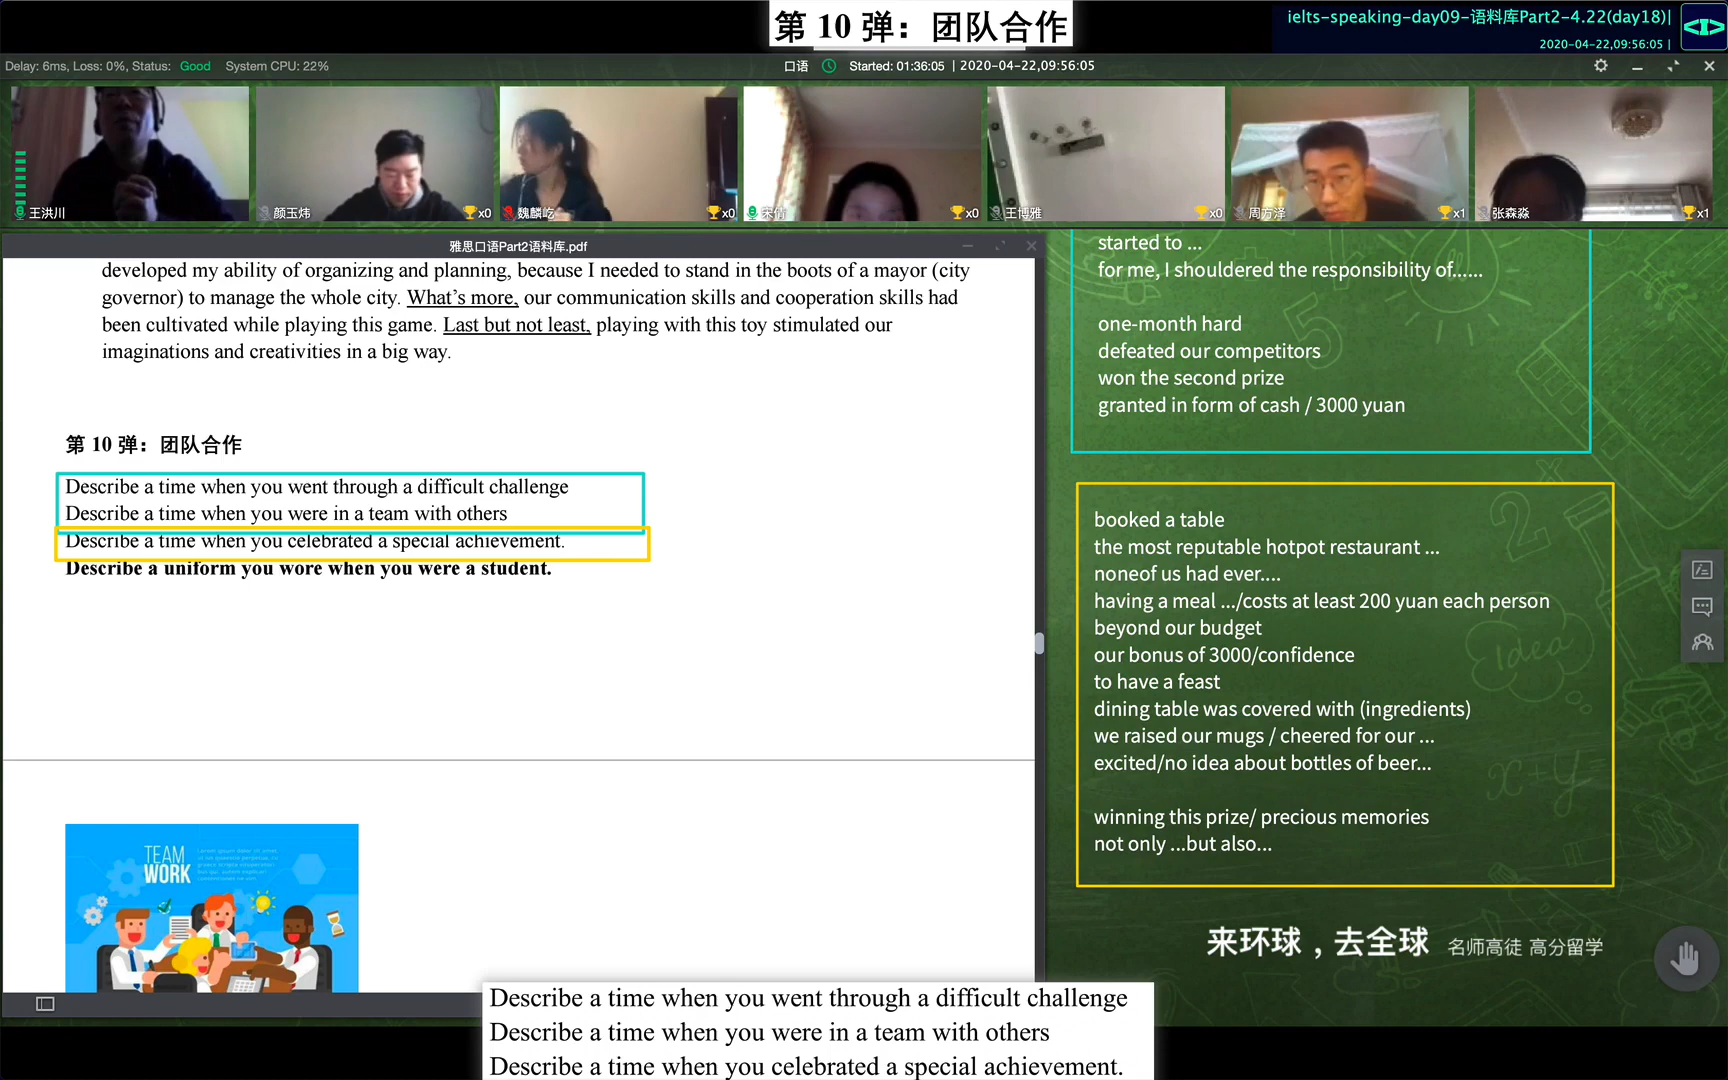 第 10 弹：团队合作
ielts-speaking-day09-语料库Part2-4.22(day18)|
2020-04-22,09:56:05 |
Delay: 6ms, Loss: 0%, Status: Good System CPU: 22%
口语 Started: 01:36:05 | 2020-04-22,09:56:05
王洪川
颜玉炜 x0
魏麟屹 x0
宋倩 x0
王博雅 x0
周方泽 x1
张森淼 x1
雅思口语Part2语料库.pdf
developed my ability of organizing and planning, because I needed to stand in the boots of a mayor (city
governor) to manage the whole city. What's more, our communication skills and cooperation skills had
been cultivated while playing this game. Last but not least, playing with this toy stimulated our
imaginations and creativities in a big way.
第 10 弹：团队合作
Describe a time when you went through a difficult challenge
Describe a time when you were in a team with others
Describe a time when you celebrated a special achievement.
Describe a uniform you wore when you were a student.
TEAM
WORK
started to ...
for me, I shouldered the responsibility of......
one-month hard
defeated our competitors
won the second prize
granted in form of cash / 3000 yuan
booked a table
the most reputable hotpot restaurant ...
noneof us had ever....
having a meal .../costs at least 200 yuan each person
beyond our budget
our bonus of 3000/confidence
to have a feast
dining table was covered with (ingredients)
we raised our mugs / cheered for our ...
excited/no idea about bottles of beer...
winning this prize/ precious memories
not only ...but also...
Idea
来环球，去全球 名师高徒 高分留学
Describe a time when you went through a difficult challenge
Describe a time when you were in a team with others
Describe a time when you celebrated a special achievement.